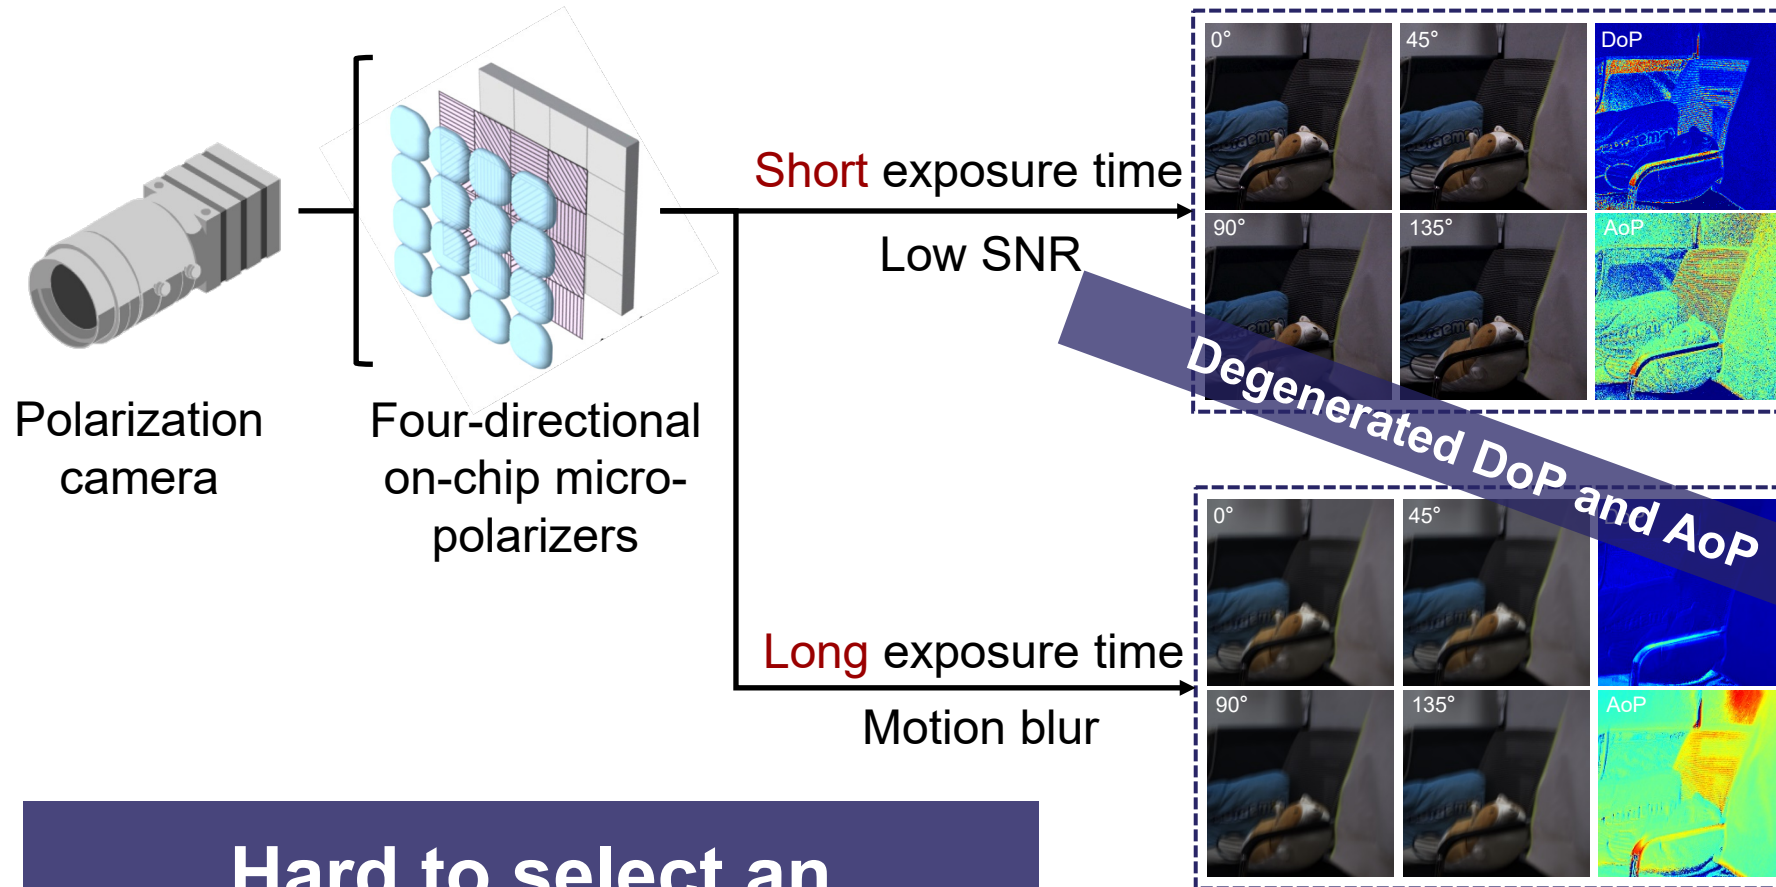 Polarization
camera
Four-directional
on-chip micro-
polarizers
Short exposure time
Low SNR
Long exposure time
Motion blur
0°
45°
DoP
90°
135°
AoP
Degenerated DoP and AoP
0°
45°
90°
135°
AoP
Hard to select an